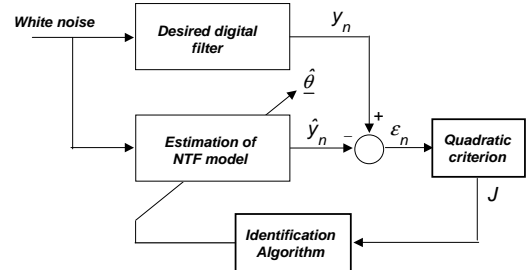 White noise
Desired digital
filter
y_n
θ̂
+
Estimation of
NTF model
ŷ_n
−
ε_n
Quadratic
criterion
J
Identification
Algorithm